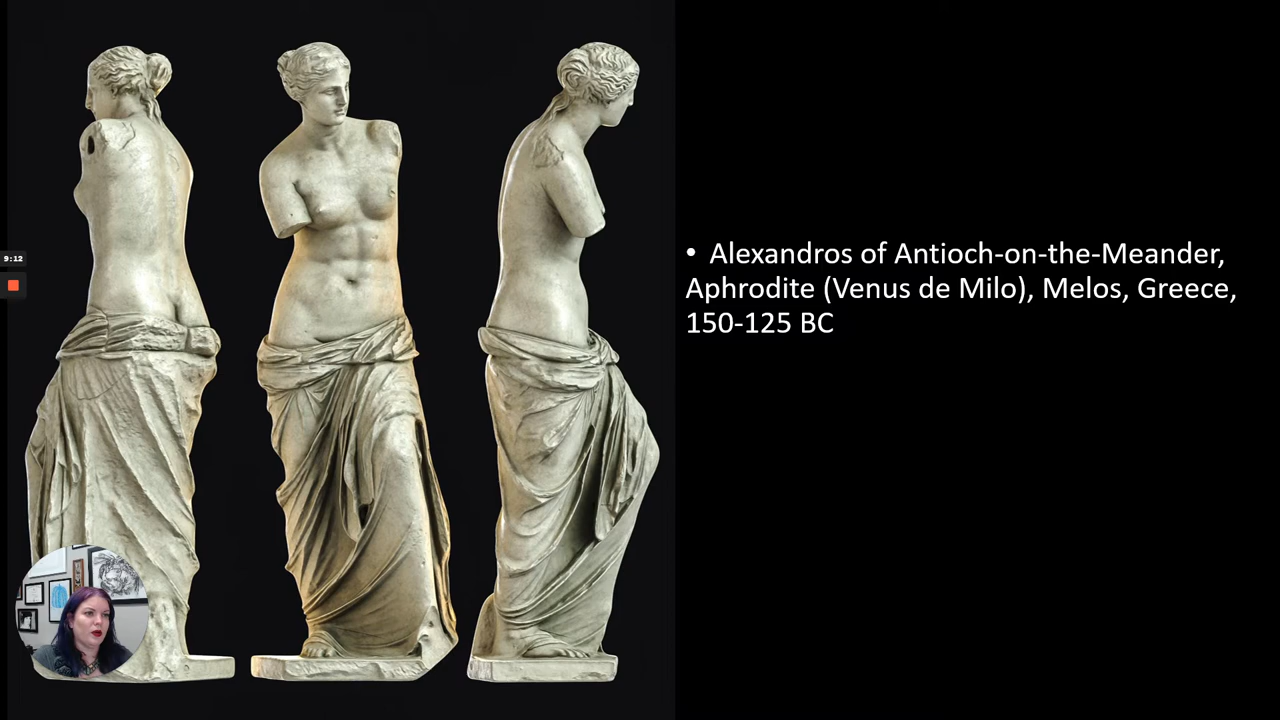 9:12
• Alexandros of Antioch-on-the-Meander,
Aphrodite (Venus de Milo), Melos, Greece,
150-125 BC